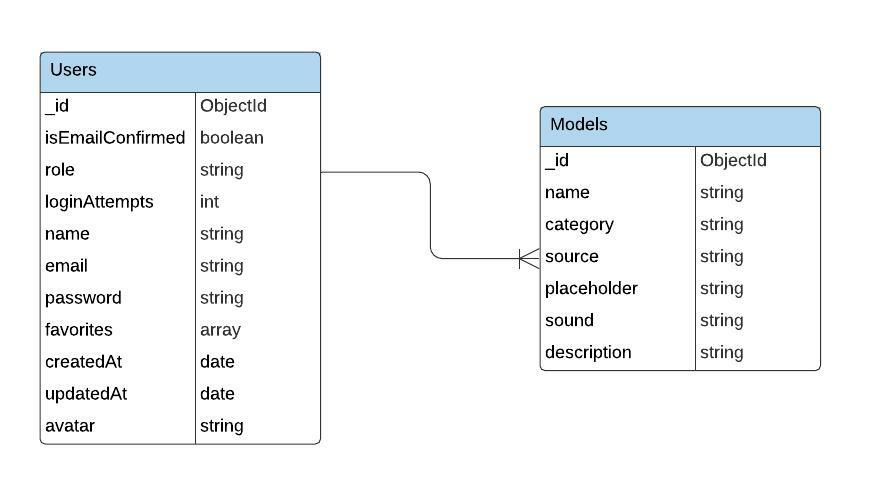 Users
_id ObjectId
isEmailConfirmed boolean
role string
loginAttempts int
name string
email string
password string
favorites array
createdAt date
updatedAt date
avatar string
Models
_id ObjectId
name string
category string
source string
placeholder string
sound string
description string